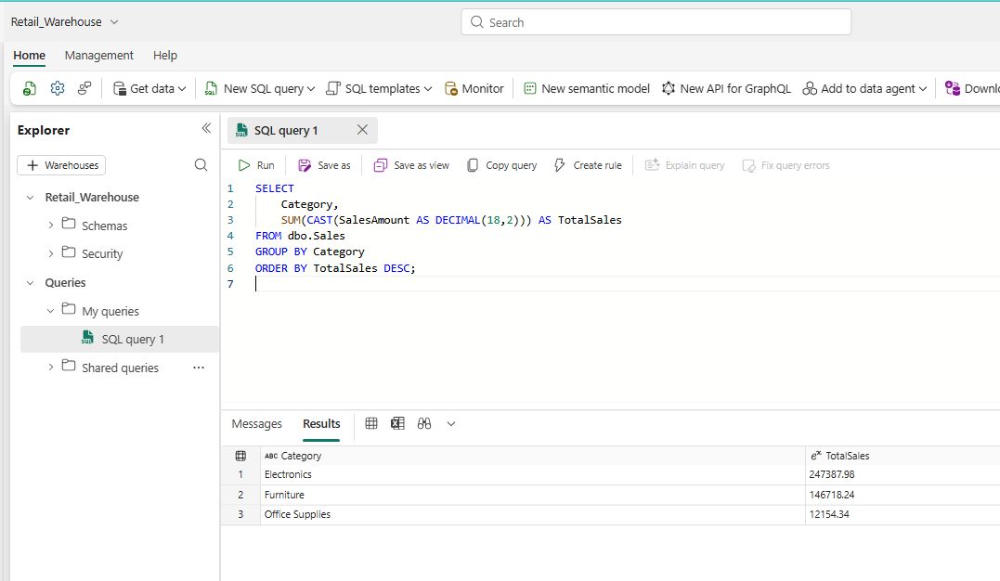 Retail_Warehouse
Search
Home Management Help
Get data New SQL query SQL templates Monitor New semantic model New API for GraphQL Add to data agent Downl
Explorer
SQL query 1
+ Warehouses
Run Save as Save as view Copy query Create rule Explain query Fix query errors
Retail_Warehouse
Schemas
Security
Queries
My queries
SQL query 1
Shared queries ...
1 SELECT
2 Category,
3 SUM(CAST(SalesAmount AS DECIMAL(18,2))) AS TotalSales
4 FROM dbo.Sales
5 GROUP BY Category
6 ORDER BY TotalSales DESC;
7
Messages Results
ABC Category eˣ TotalSales
1 Electronics 247387.98
2 Furniture 146718.24
3 Office Supplies 12154.34